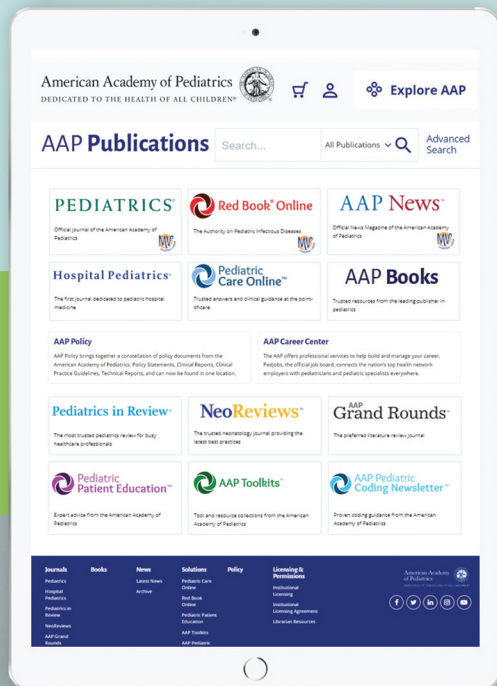 American Academy of Pediatrics
DEDICATED TO THE HEALTH OF ALL CHILDREN®
Explore AAP
AAP Publications
Search...
All Publications
Advanced
Search
PEDIATRICS®
Official Journal of the American Academy of
Pediatrics
Red Book® Online
The Authority on Pediatric Infectious Diseases
AAP News™
Official News Magazine of the American Academy
of Pediatrics
Hospital Pediatrics®
The first journal dedicated to pediatric hospital
medicine
Pediatric
Care Online™
Trusted answers and clinical guidance at the point-
of-care
AAP Books
Trusted resources from the leading publisher in
pediatrics
AAP Policy
AAP Policy brings together a constellation of policy documents from the
American Academy of Pediatrics. Policy Statements, Clinical Reports, Clinical
Practice Guidelines, Technical Reports, and can now be found in one location.
AAP Career Center
The AAP offers professional services to help build and manage your career.
PedJobs, the official job board, connects the nation's top health network
employers with pediatricians and pediatric specialists everywhere.
Pediatrics in Review®
The most trusted pediatrics review for busy
healthcare professionals
NeoReviews™
The trusted neonatology journal providing the
latest best practices
AAP
Grand Rounds™
The preferred literature review journal
Pediatric
Patient Education™
Expert advice from the American Academy of
Pediatrics
AAP Toolkits™
Tool and resource collections from the American
Academy of Pediatrics
AAP Pediatric
Coding Newsletter™
Proven coding guidance from the American
Academy of Pediatrics
Journals
Pediatrics
Hospital
Pediatrics
Pediatrics in
Review
NeoReviews
AAP Grand
Rounds
Books
News
Latest News
Archive
Solutions
Pediatric Care
Online
Red Book
Online
Pediatric Patient
Education
AAP Toolkits
AAP Pediatric
Policy
Licensing &
Permissions
Institutional
Licensing
Institutional
Licensing Agreement
Librarian Resources
American Academy
of Pediatrics